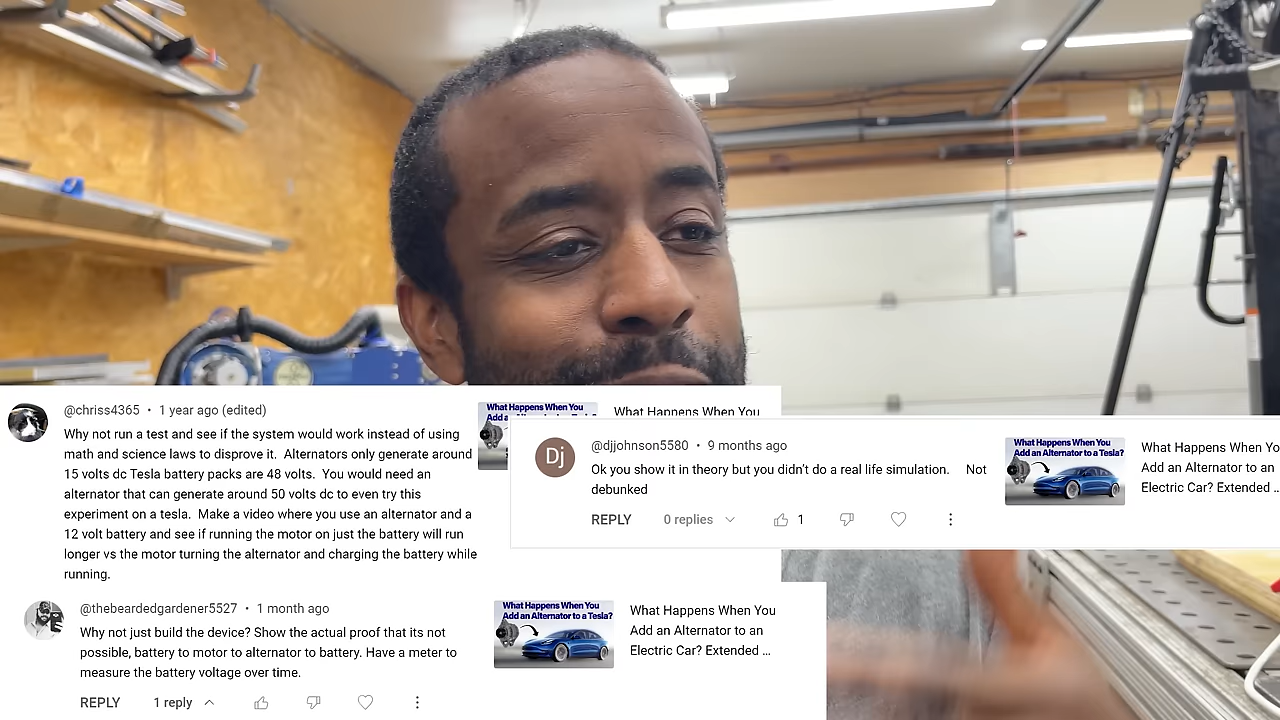 @chriss4365 • 1 year ago (edited)
Why not run a test and see if the system would work instead of using
math and science laws to disprove it.  Alternators only generate around
15 volts dc Tesla battery packs are 48 volts. You would need an
alternator that can generate around 50 volts dc to even try this
experiment on a tesla.  Make a video where you use an alternator and a
12 volt battery and see if running the motor on just the battery will run
longer vs the motor turning the alternator and charging the battery while
running.
What Happens When You
What Happens When You
@djjohnson5580 • 9 months ago
Dj
Ok you show it in theory but you didn't do a real life simulation.    Not
debunked
REPLY
0 replies
1
What Happens When You
Add an Alternator to a Tesla?
What Happens When Yo
Add an Alternator to an
Electric Car? Extended ...
@thebeardedgardener5527 • 1 month ago
Why not just build the device? Show the actual proof that its not
possible, battery to motor to alternator to battery. Have a meter to
measure the battery voltage over time.
REPLY
1 reply
What Happens When You
Add an Alternator to a Tesla?
What Happens When You
Add an Alternator to an
Electric Car? Extended ...